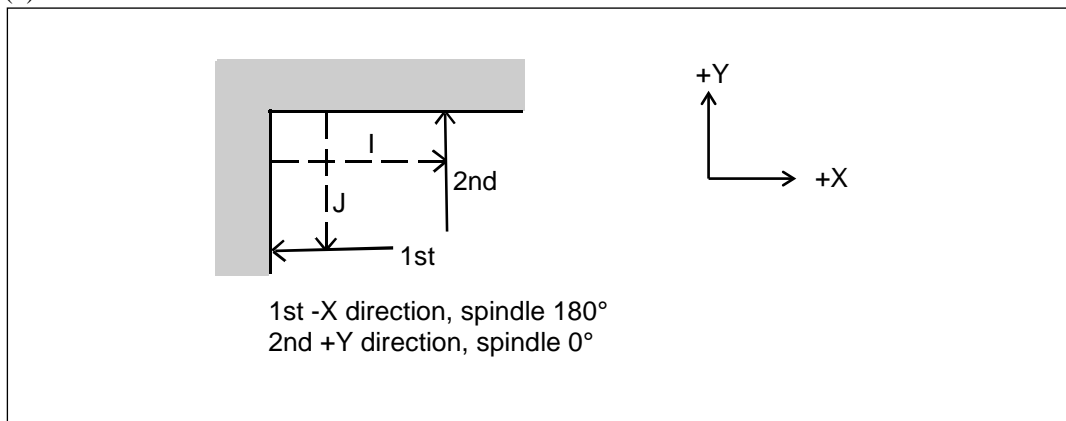 +Y
I
2nd
+X
J
1st
1st -X direction, spindle 180°
2nd +Y direction, spindle 0°